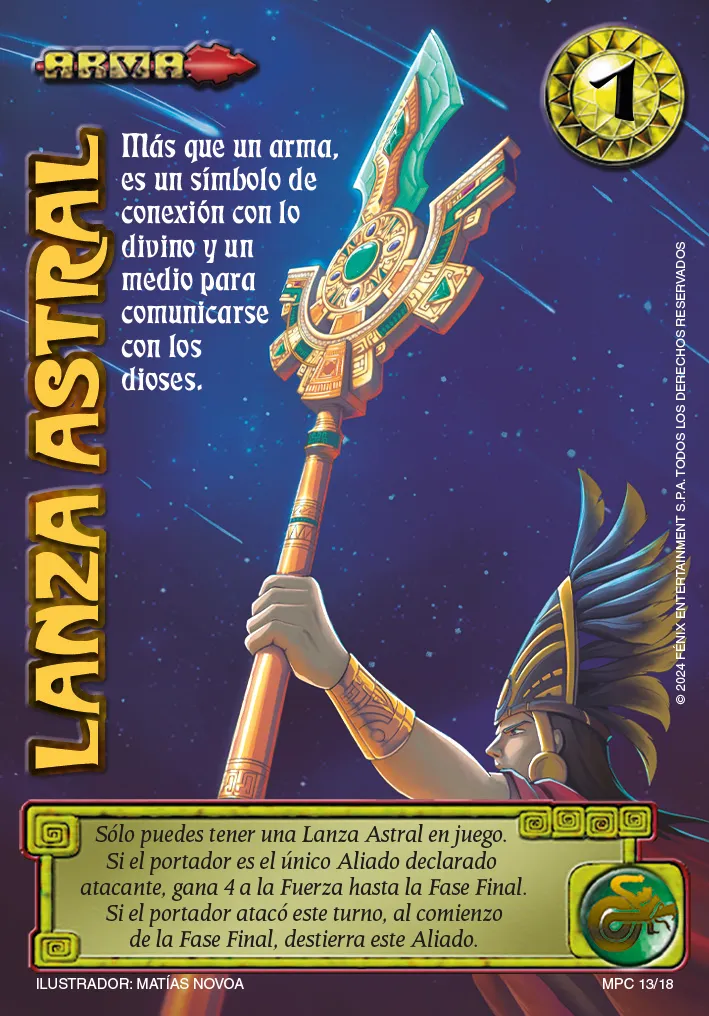 ARMA
1
LANZA ASTRAL
Más que un arma,
es un símbolo de
conexión con lo
divino y un
medio para
comunicarse
con los
dioses.
© 2024 FÉNIX ENTERTAINMENT S.P.A. TODOS LOS DERECHOS RESERVADOS
Sólo puedes tener una Lanza Astral en juego.
Si el portador es el único Aliado declarado
atacante, gana 4 a la Fuerza hasta la Fase Final.
Si el portador atacó este turno, al comienzo
de la Fase Final, destierra este Aliado.
ILUSTRADOR: MATÍAS NOVOA
MPC 13/18